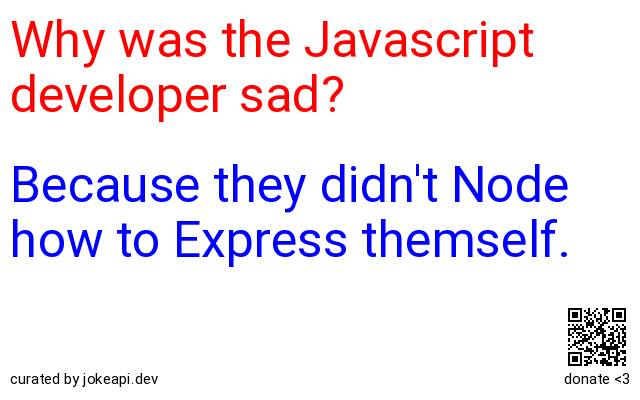 Why was the Javascript
developer sad?
Because they didn't Node
how to Express themself.
curated by jokeapi.dev
donate <3